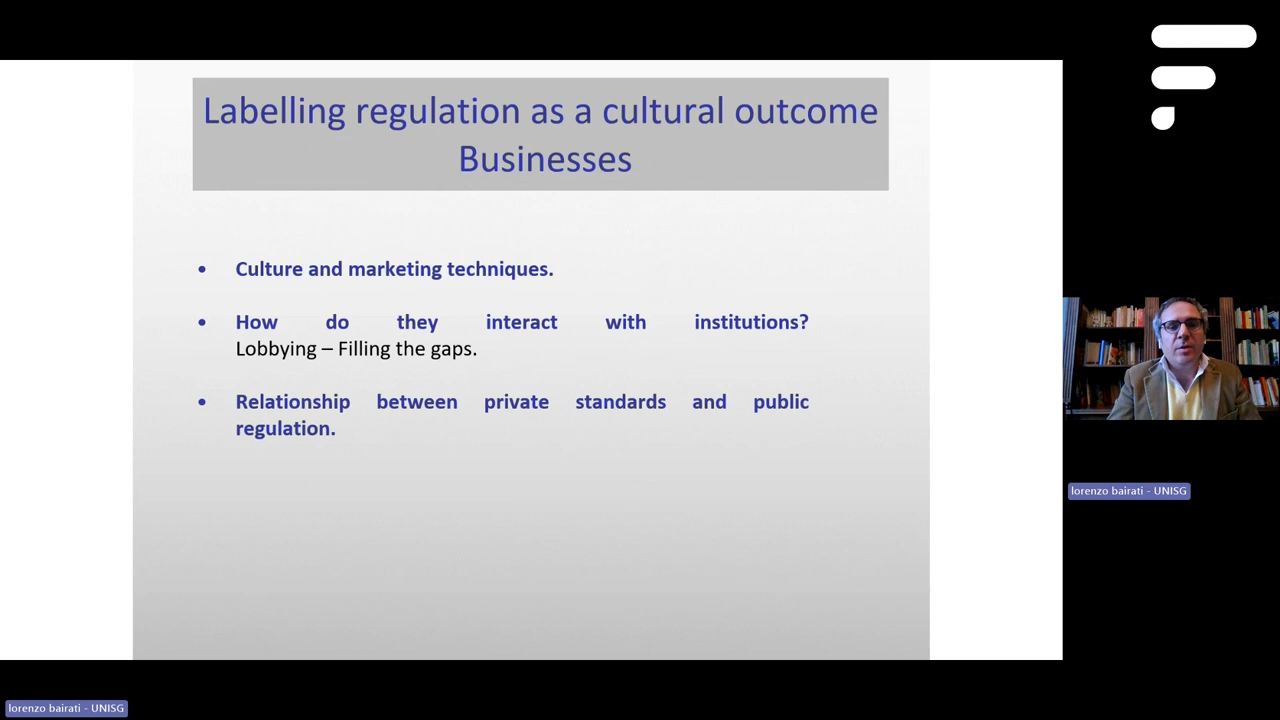 Labelling regulation as a cultural outcome
Businesses
• Culture and marketing techniques.
• How do they interact with institutions?
Lobbying – Filling the gaps.
• Relationship between private standards and public
regulation.
lorenzo bairati - UNISG
lorenzo bairati - UNISG